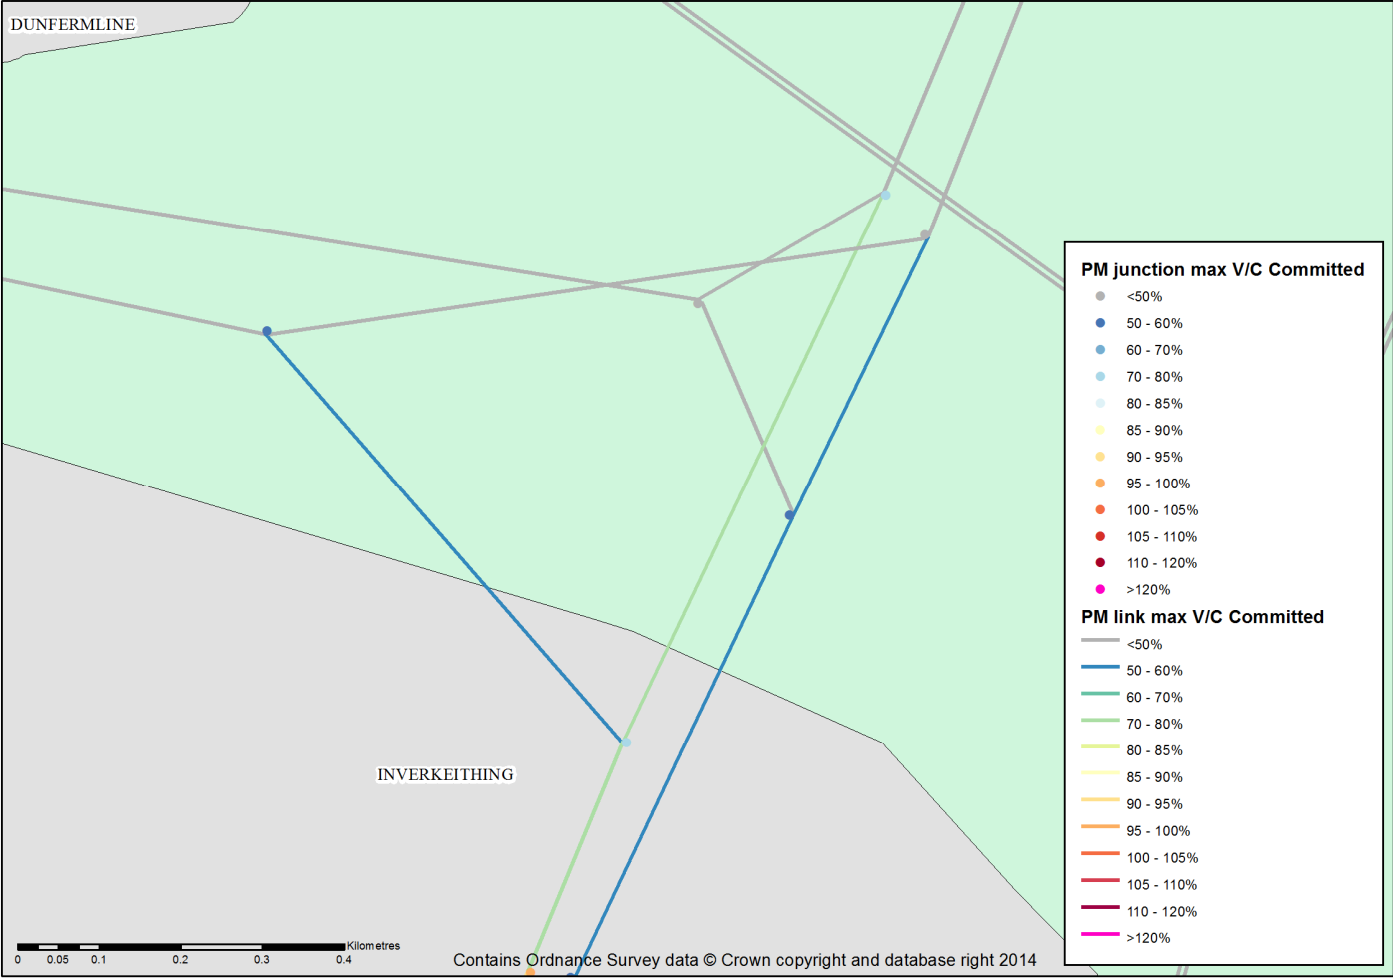 DUNFERMLINE
PM junction max V/C Committed
<50%
50 - 60%
60 - 70%
70 - 80%
80 - 85%
85 - 90%
90 - 95%
95 - 100%
100 - 105%
105 - 110%
110 - 120%
>120%
PM link max V/C Committed
<50%
50 - 60%
60 - 70%
70 - 80%
80 - 85%
85 - 90%
90 - 95%
95 - 100%
100 - 105%
105 - 110%
110 - 120%
>120%
INVERKEITHING
Kilometres
0 0.05 0.1 0.2 0.3 0.4
Contains Ordnance Survey data © Crown copyright and database right 2014